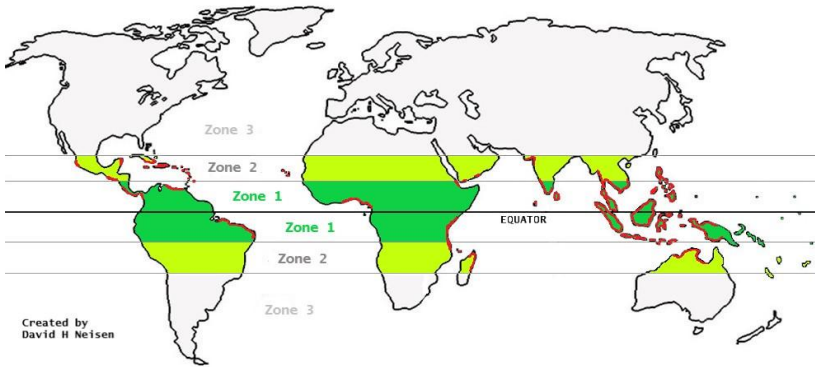 Zone 3
Zone 2
Zone 1
EQUATOR
Zone 1
Zone 2
Zone 3
Created by
David H Neisen